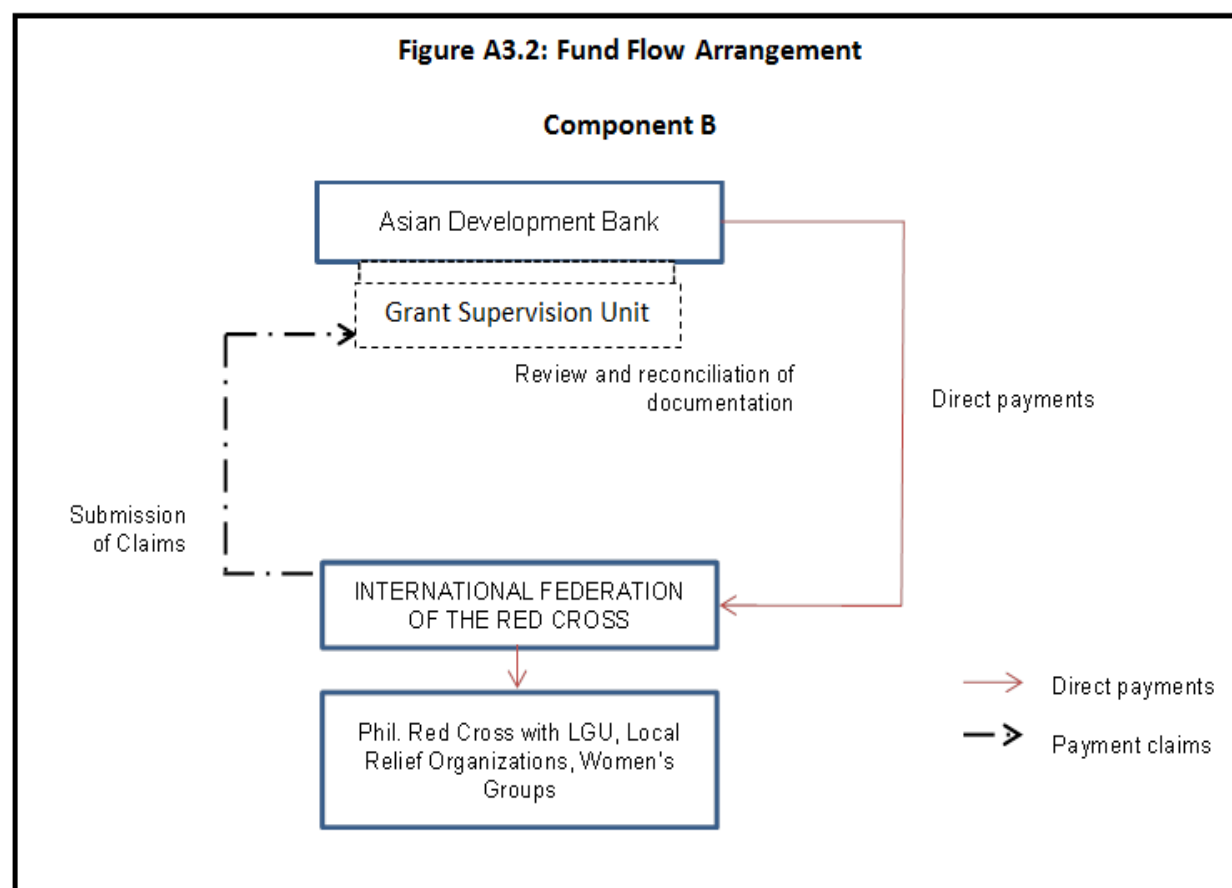 Figure A3.2: Fund Flow Arrangement
Component B
Asian Development Bank
Grant Supervision Unit
Review and reconciliation of
documentation
Direct payments
Submission
of Claims
INTERNATIONAL FEDERATION
OF THE RED CROSS
Phil. Red Cross with LGU, Local
Relief Organizations, Women's
Groups
Direct payments
Payment claims